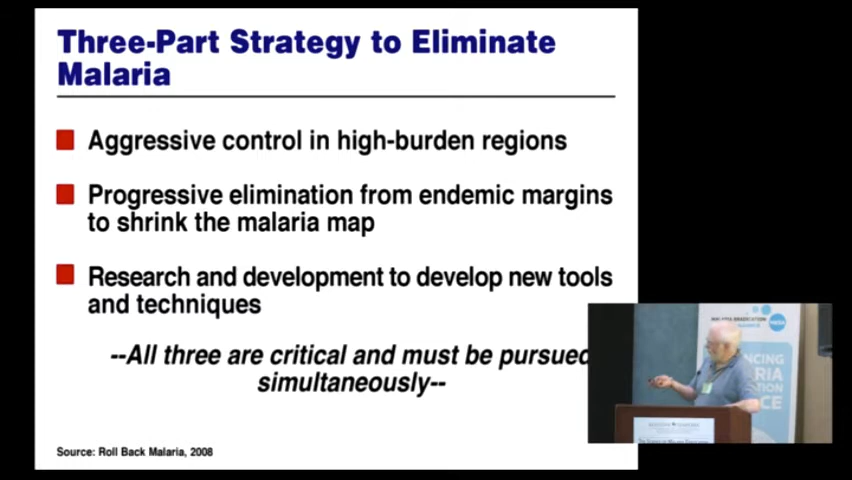 Three-Part Strategy to Eliminate
Malaria
Aggressive control in high-burden regions
Progressive elimination from endemic margins
to shrink the malaria map
Research and development to develop new tools
and techniques
--All three are critical and must be pursued
simultaneously--
Source: Roll Back Malaria, 2008